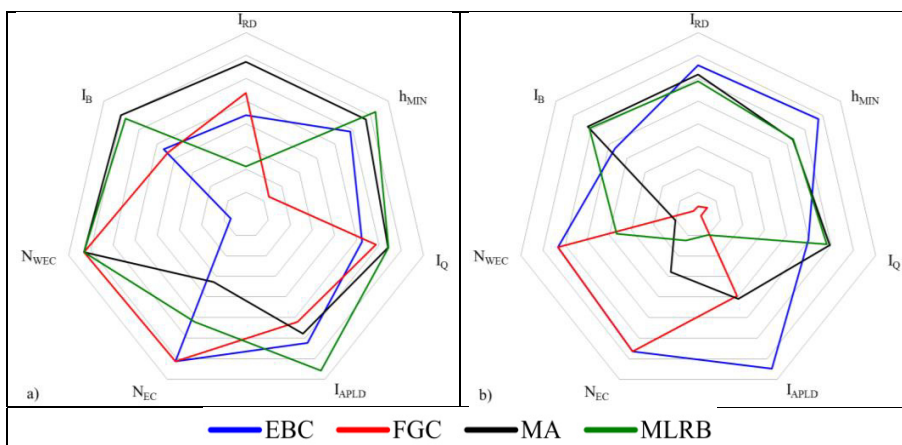 I_RD
h_MIN
I_Q
I_APLD
N_EC
N_WEC
I_B
a)
I_RD
h_MIN
I_Q
I_APLD
N_EC
N_WEC
I_B
b)
EBC FGC MA MLRB